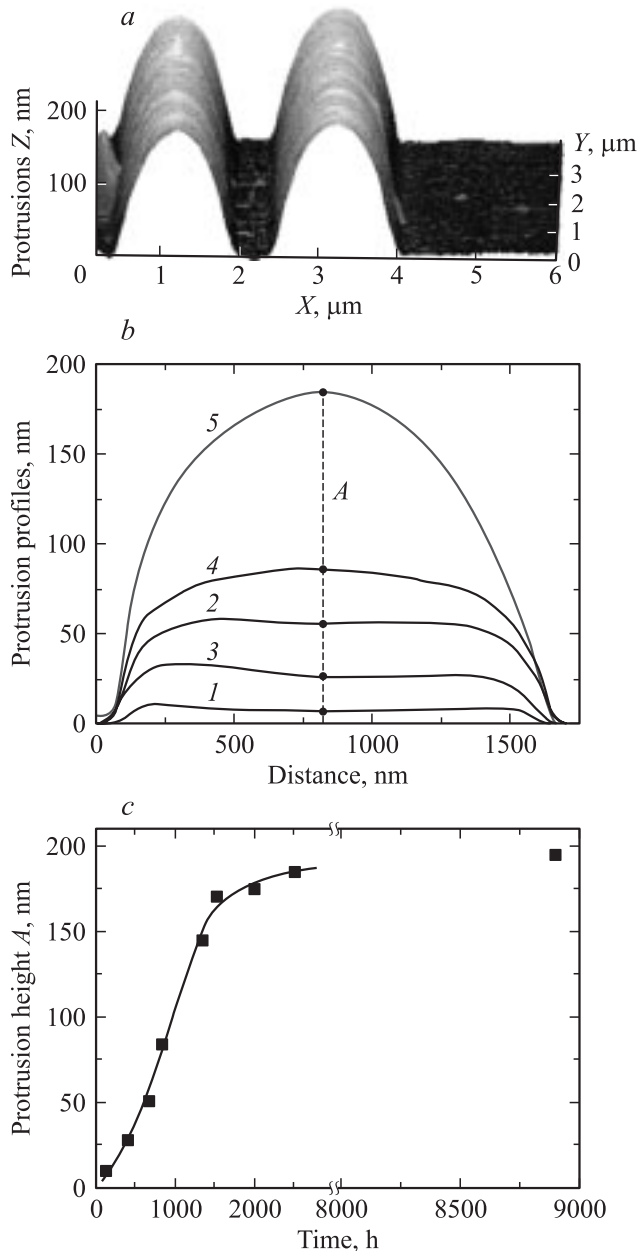 a
Protrusions Z, nm
200
100
0
Y, μm
3
2
1
0
1 2 3 4 5 6
X, μm
b
Protrusion profiles, nm
200
150
100
50
0
5
A
4
2
3
1
0 500 1000 1500
Distance, nm
c
Protrusion height A, nm
200
150
100
50
0
0 1000 2000 8000 8500 9000
Time, h